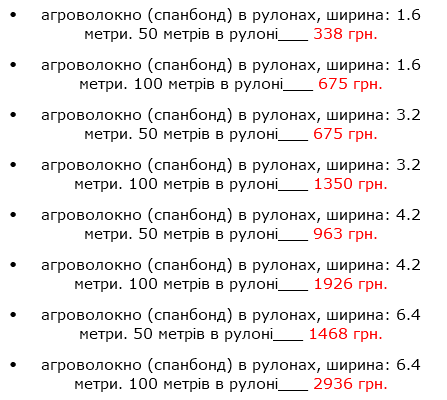 • агроволокно (спанбонд) в рулонах, ширина: 1.6
метри. 50 метрів в рулоні___ 338 грн.
• агроволокно (спанбонд) в рулонах, ширина: 1.6
метри. 100 метрів в рулоні___ 675 грн.
• агроволокно (спанбонд) в рулонах, ширина: 3.2
метри. 50 метрів в рулоні___ 675 грн.
• агроволокно (спанбонд) в рулонах, ширина: 3.2
метри. 100 метрів в рулоні___ 1350 грн.
• агроволокно (спанбонд) в рулонах, ширина: 4.2
метри. 50 метрів в рулоні___ 963 грн.
• агроволокно (спанбонд) в рулонах, ширина: 4.2
метри. 100 метрів в рулоні___ 1926 грн.
• агроволокно (спанбонд) в рулонах, ширина: 6.4
метри. 50 метрів в рулоні___ 1468 грн.
• агроволокно (спанбонд) в рулонах, ширина: 6.4
метри. 100 метрів в рулоні___ 2936 грн.